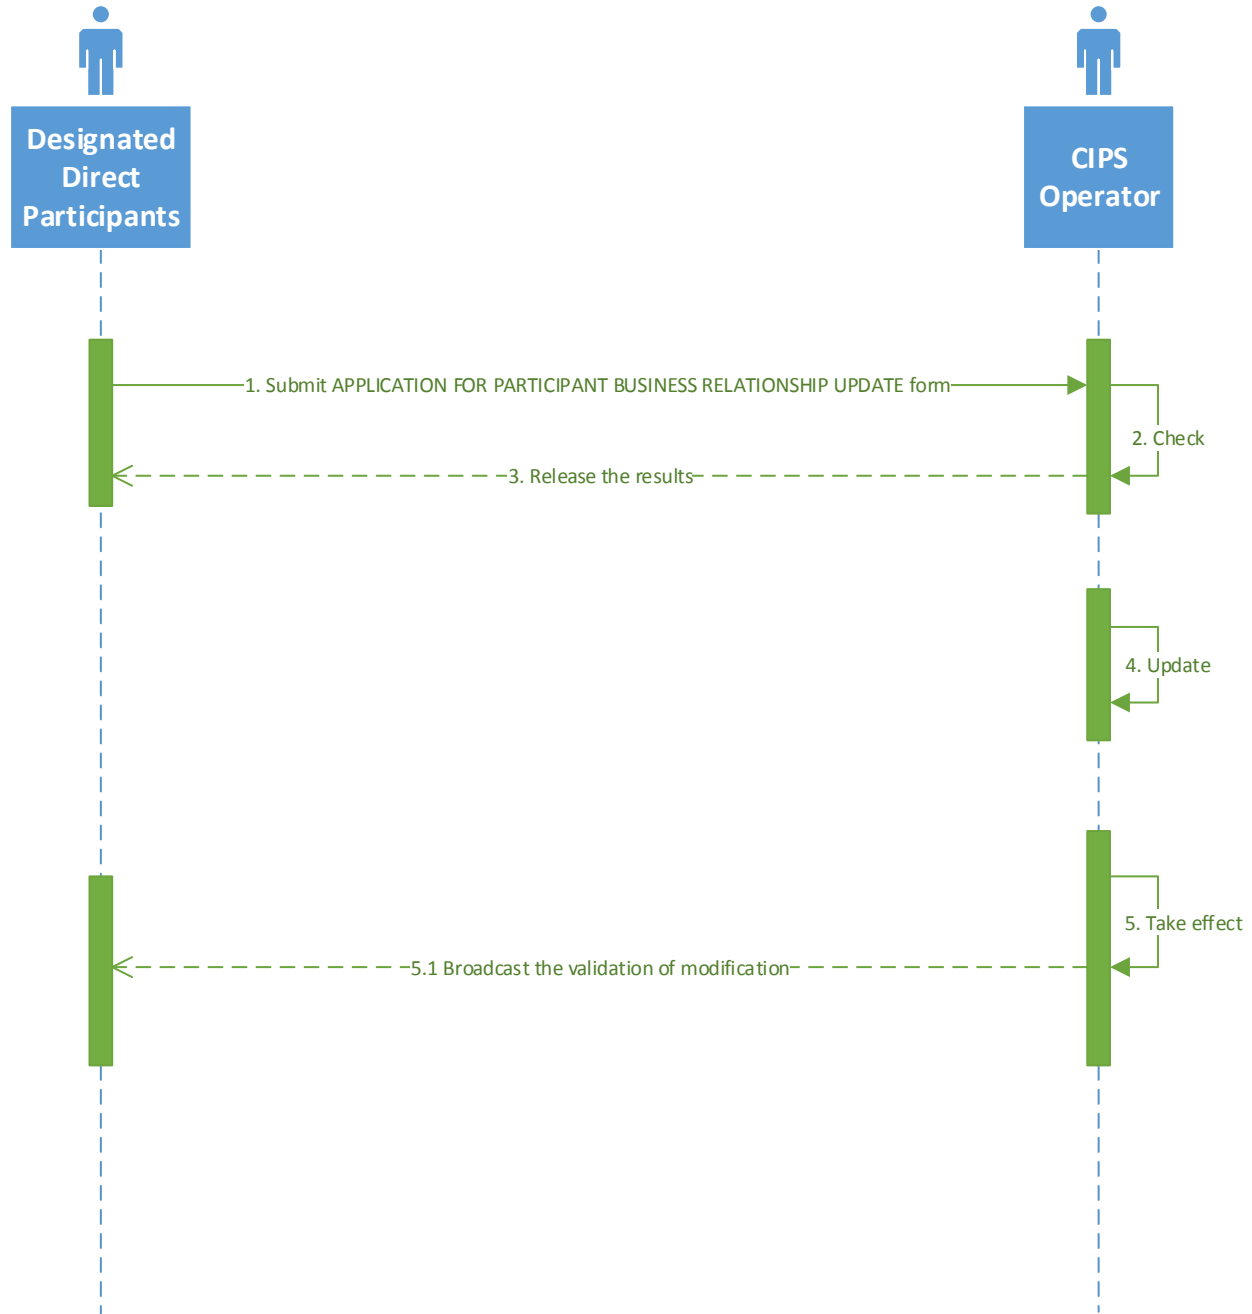 Designated
Direct
Participants
CIPS
Operator
1. Submit APPLICATION FOR PARTICIPANT BUSINESS RELATIONSHIP UPDATE form
2. Check
3. Release the results
4. Update
5. Take effect
5.1 Broadcast the validation of modification